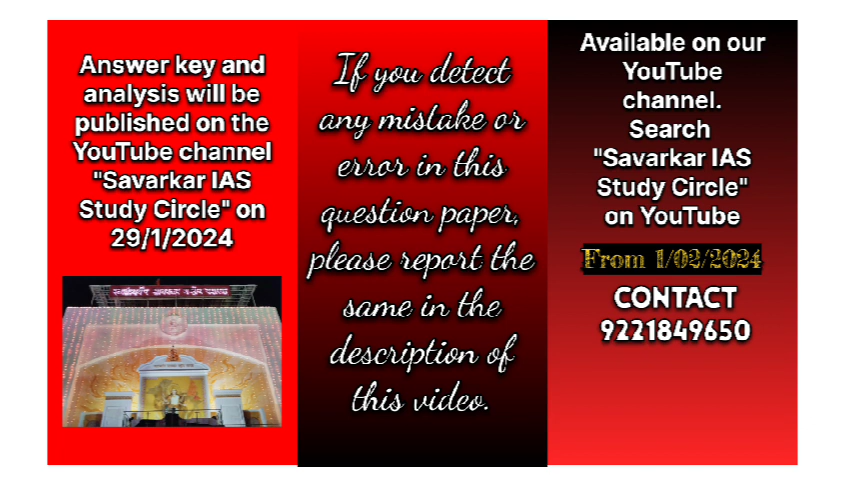 Answer key and
analysis will be
published on the
YouTube channel
"Savarkar IAS
Study Circle" on
29/1/2024
If you detect
any mistake or
error in this
question paper,
please report the
same in the
description of
this video.
Available on our
YouTube
channel.
Search
"Savarkar IAS
Study Circle"
on YouTube
From 1/02/2024
CONTACT
9221849650